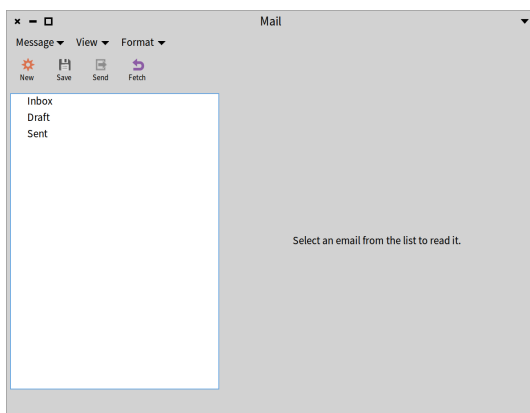 Mail
Message View Format
New Save Send Fetch
Inbox
Draft
Sent
Select an email from the list to read it.